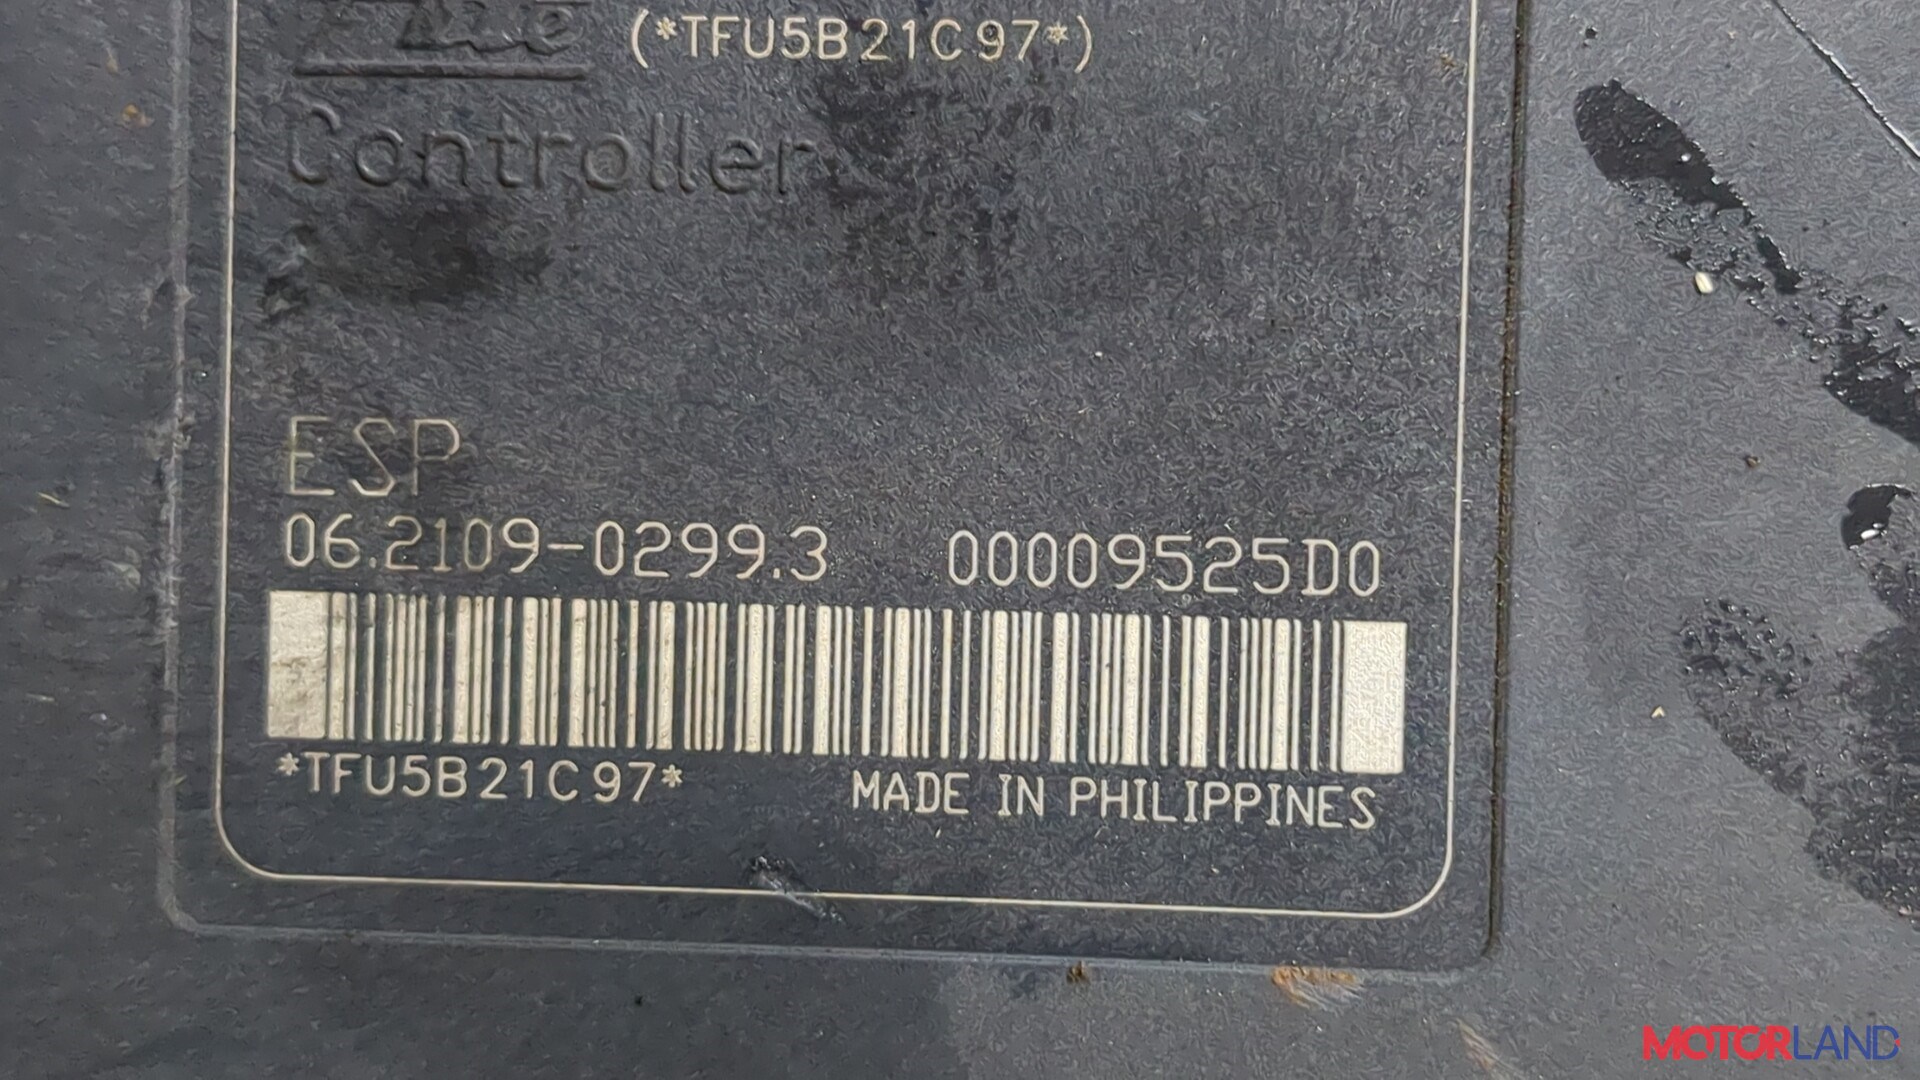 (*TFU5B21C97*)
Controller
ESP
06.2109-0299.3 00009525D0
*TFU5B21C97* MADE IN PHILIPPINES
MOTORLAND